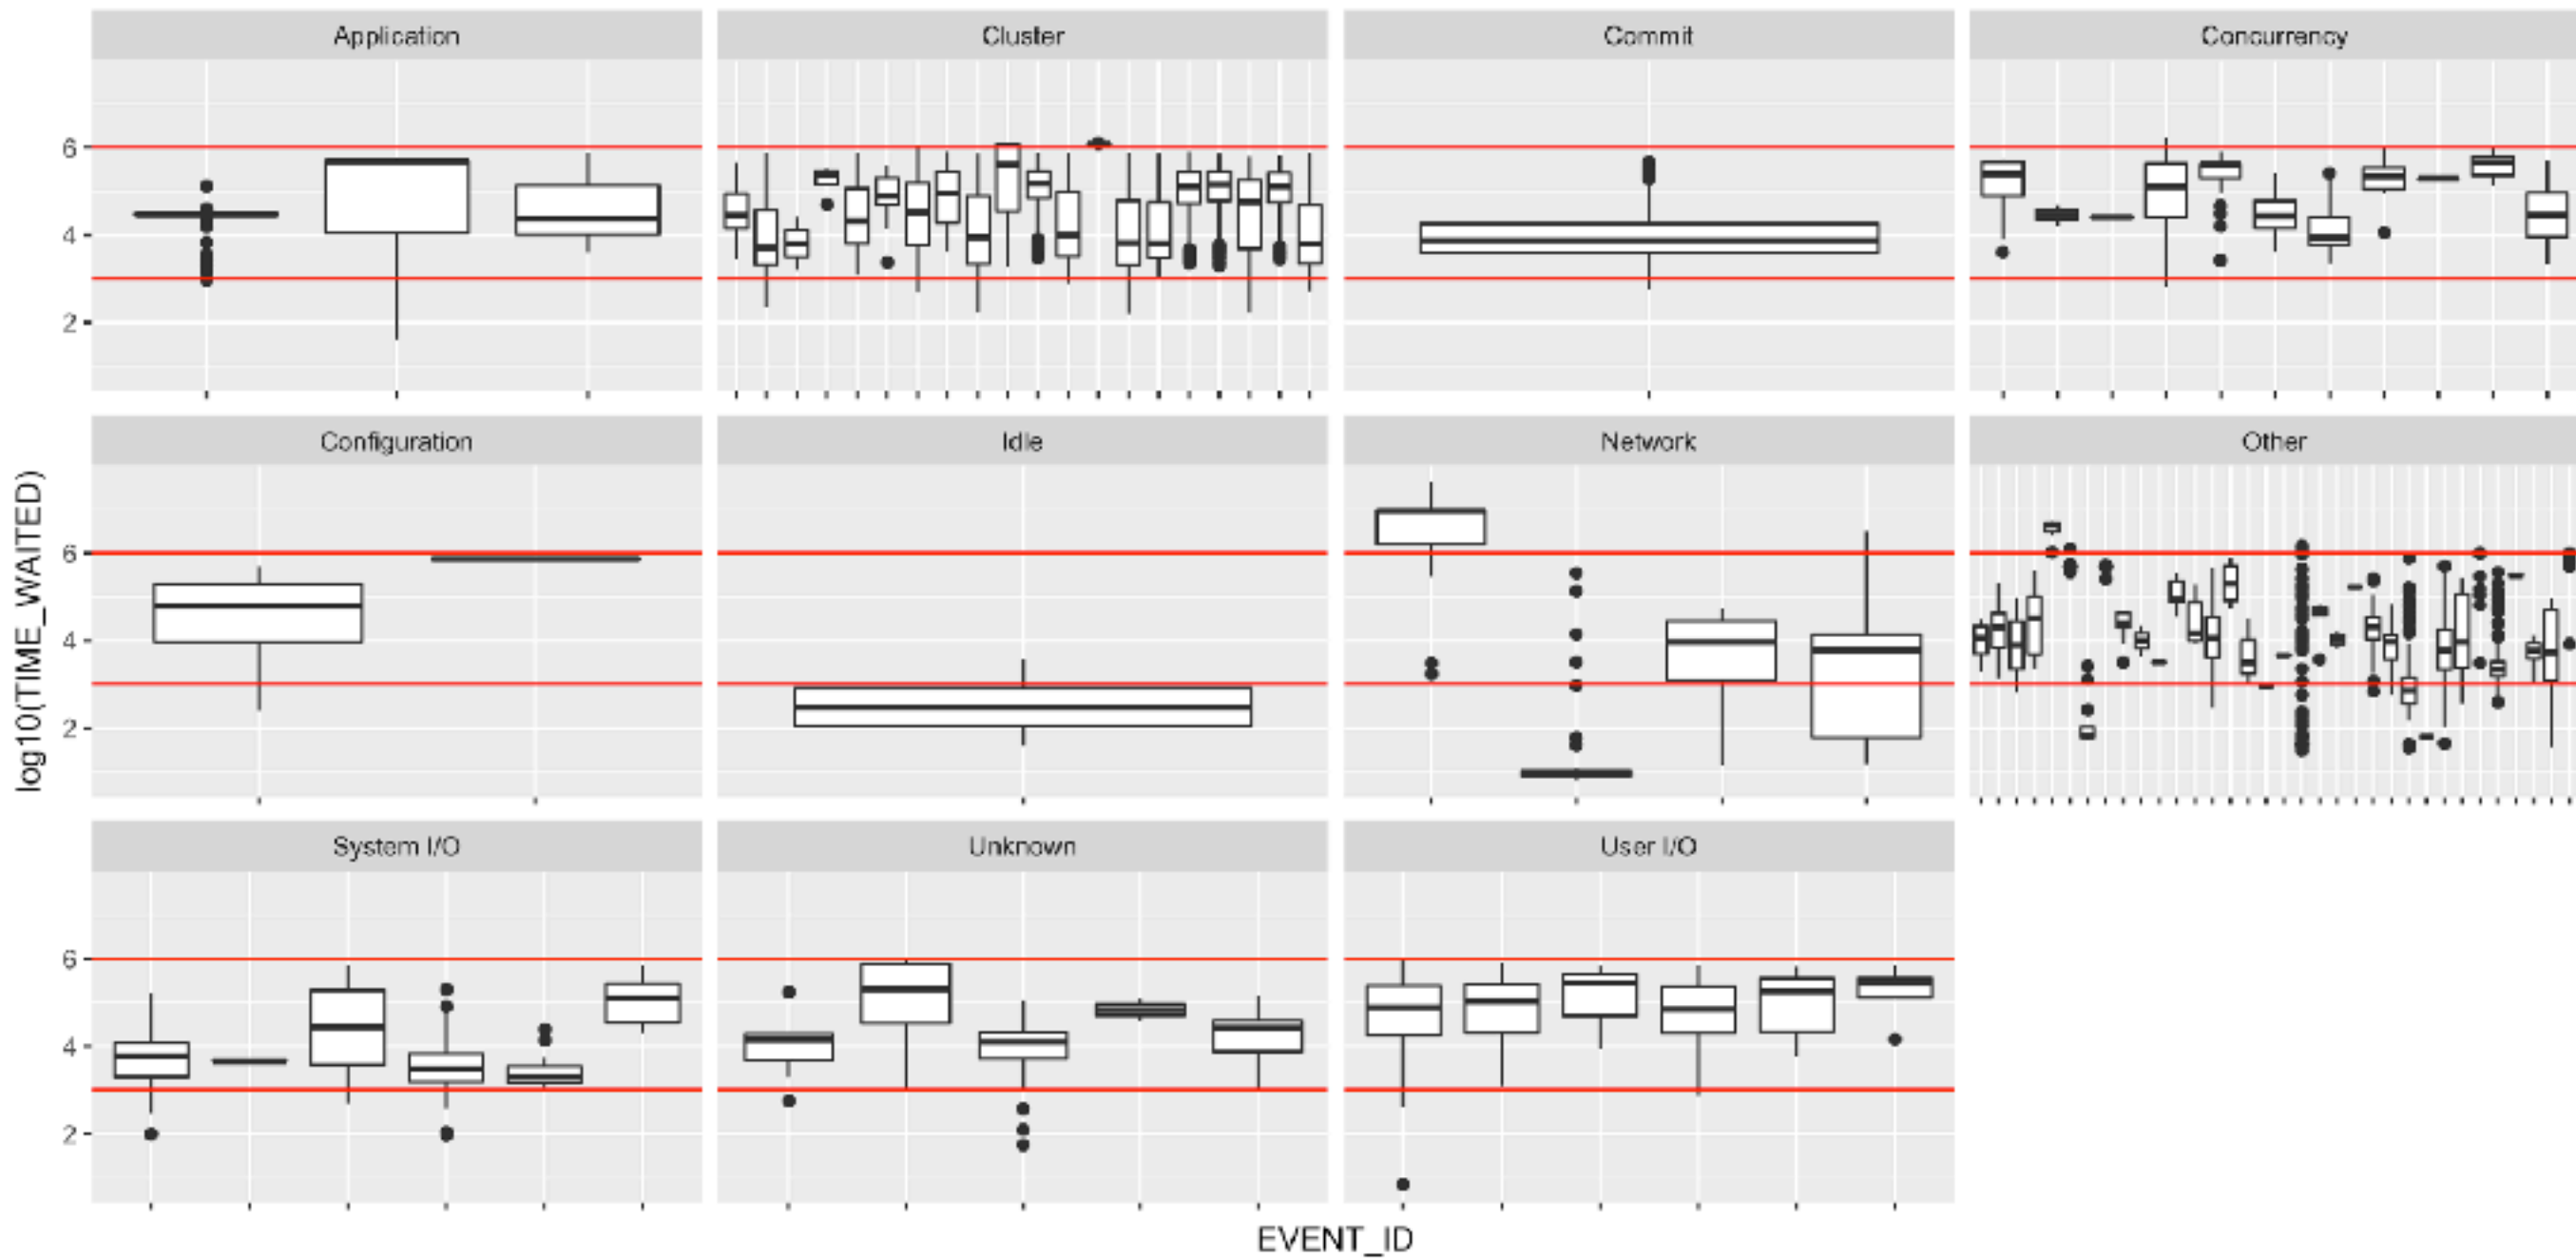 Application Cluster Commit Concurrency
6
4
2
Configuration Idle Network Other
6
4
2
System I/O Unknown User I/O
6
4
2
log10(TIME_WAITED)
EVENT_ID